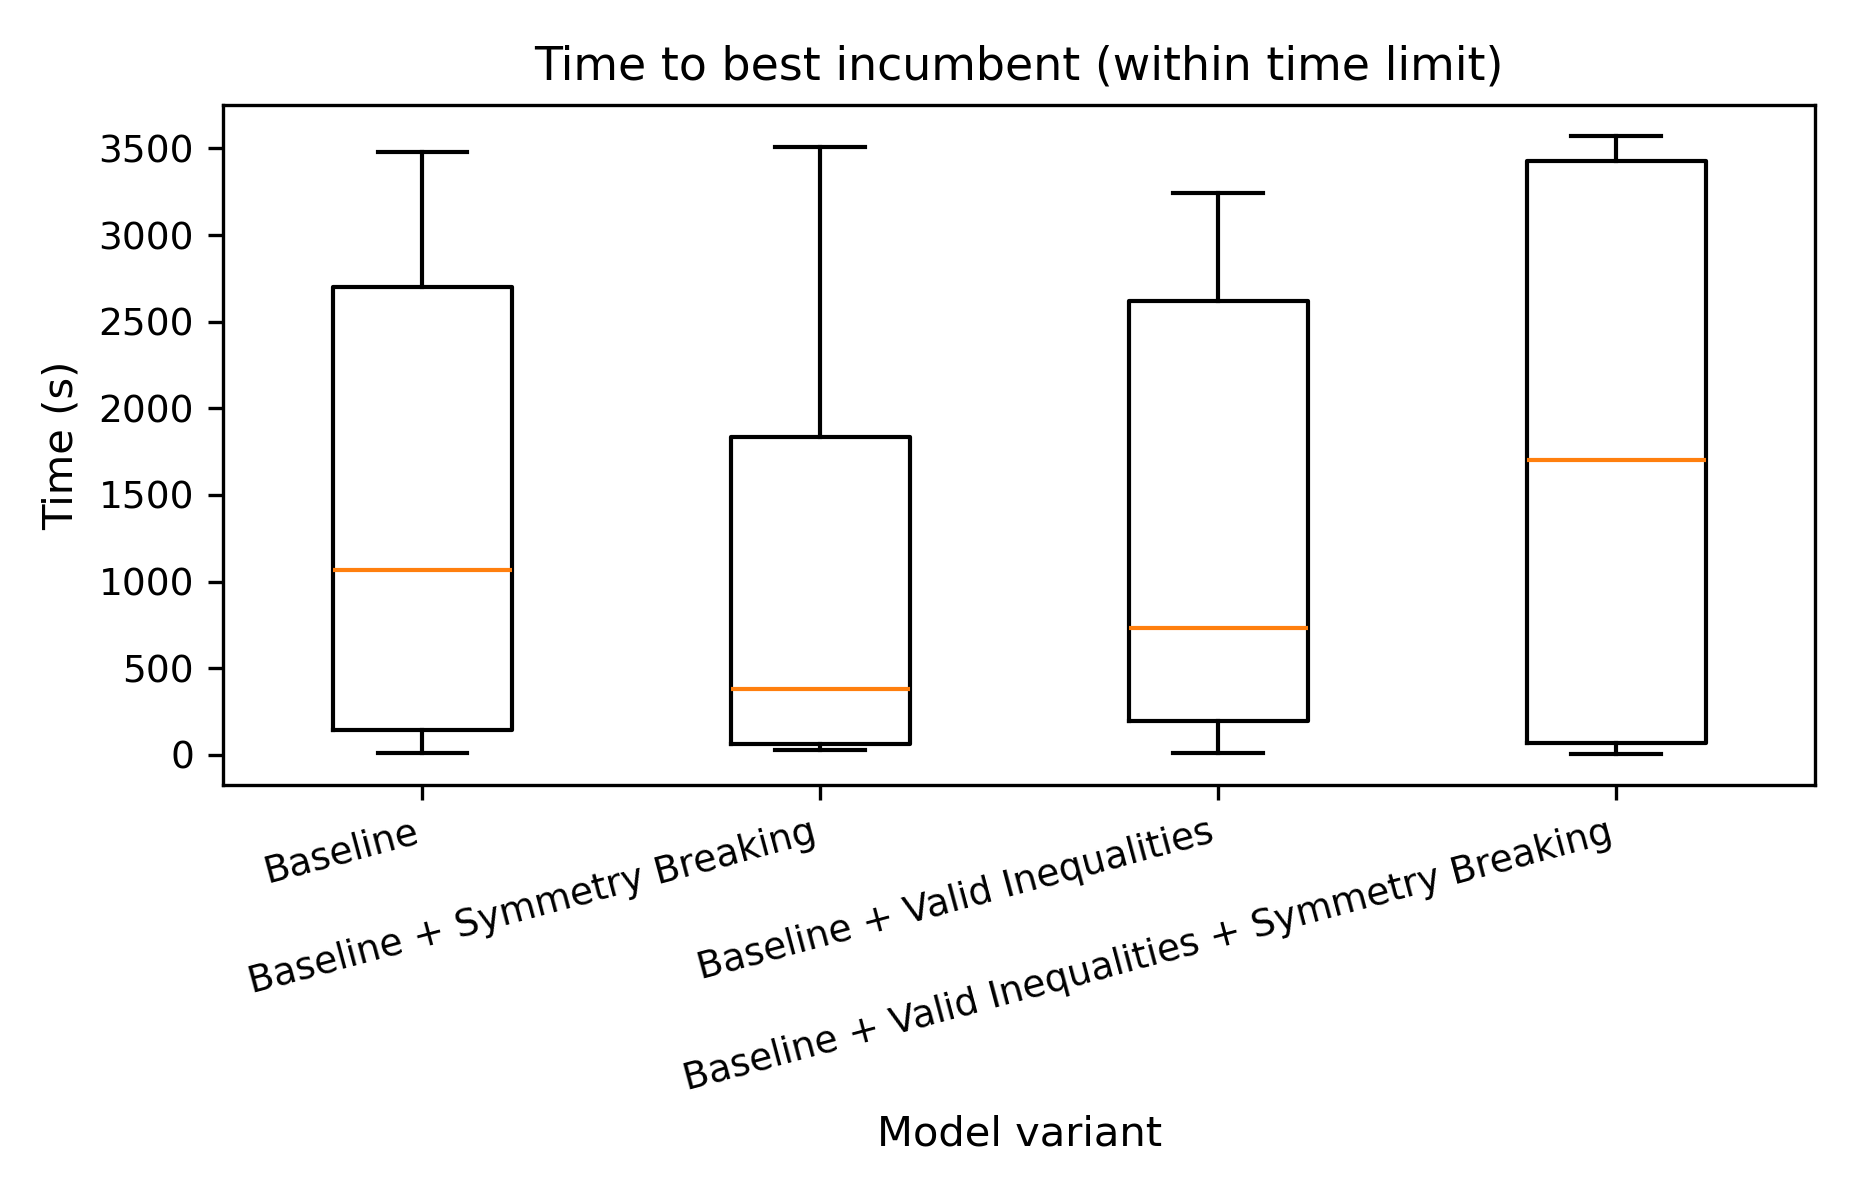 Time to best incumbent (within time limit)
3500
3000
2500
2000
1500
1000
500
0
Time (s)
Baseline
Baseline + Symmetry Breaking
Baseline + Valid Inequalities
Baseline + Valid Inequalities + Symmetry Breaking
Model variant